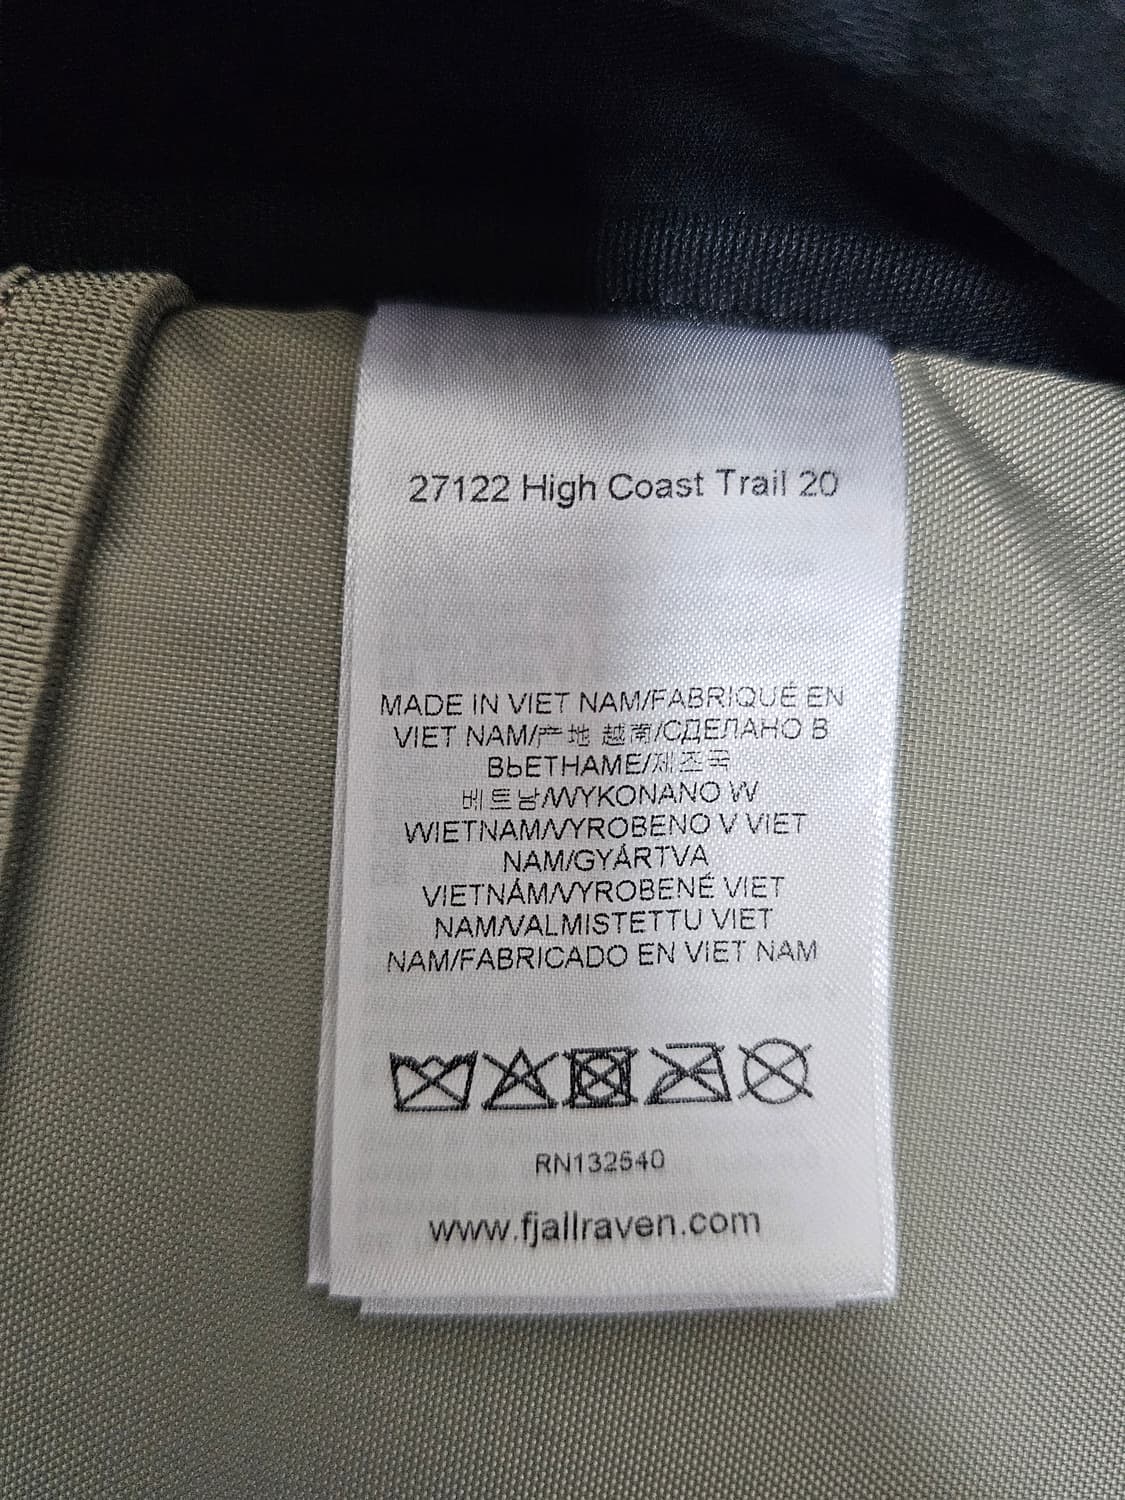 27122 High Coast Trail 20
MADE IN VIET NAM/FABRIQUÉ EN
VIET NAM/产地 越南/СДЕЛАНО В
ВЬЕТНАМЕ/제조국
베트남/WYKONANO W
WIETNAM/VYROBENO V VIET
NAM/GYÁRTVA
VIETNÁM/VYROBENÉ VIET
NAM/VALMISTETTU VIET
NAM/FABRICADO EN VIET NAM
RN132540
www.fjallraven.com